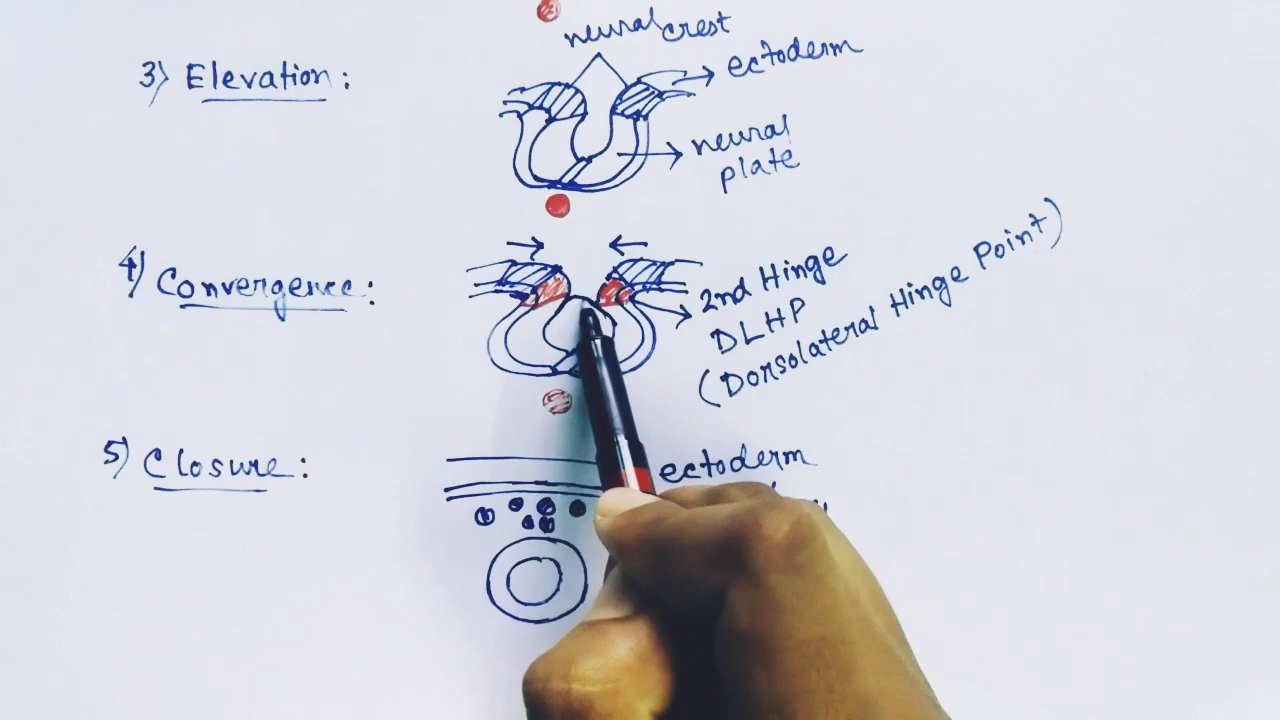 neural crest
3) Elevation:
ectoderm
neural
plate
4) Convergence:
2nd Hinge
DLHP
(Dorsolateral Hinge Point)
5) Closure:
ectoderm